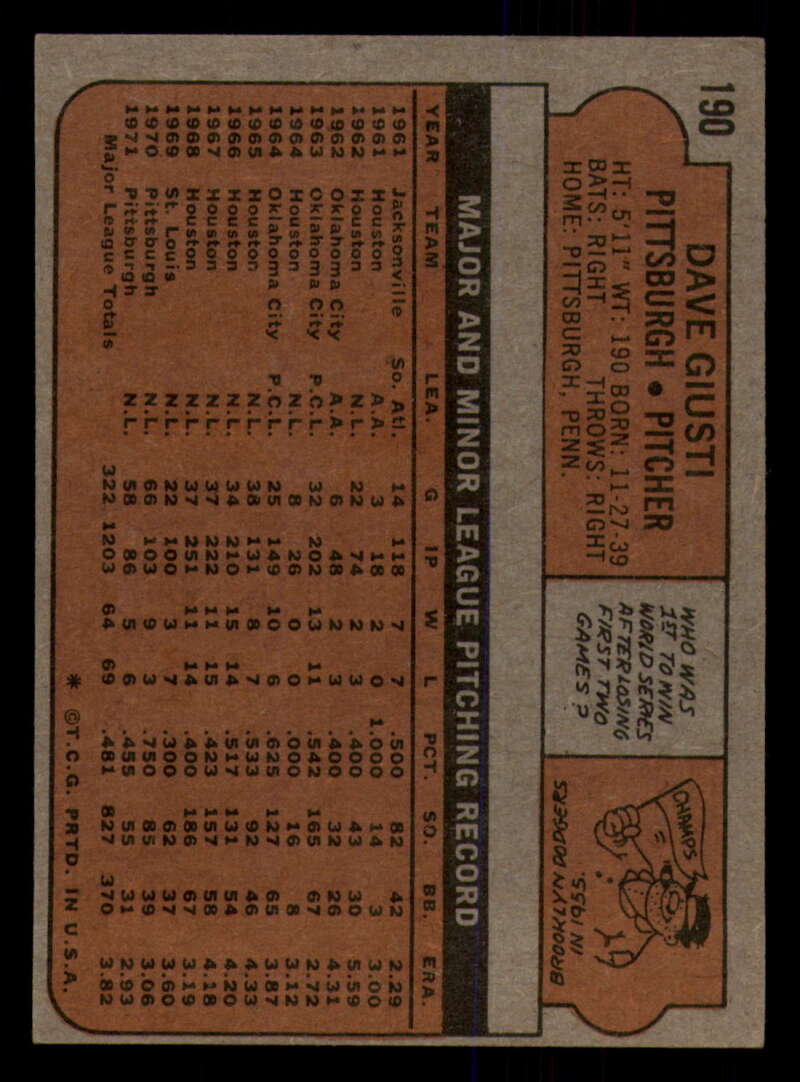 190
DAVE GIUSTI
PITTSBURGH • PITCHER
HT: 5'11" WT: 190 BORN: 11-27-39
BATS: RIGHT THROWS: RIGHT
HOME: PITTSBURGH, PENN.
WHO WAS
1ST TO WIN
WORLD SERIES
AFTER LOSING
FIRST TWO
GAMES?
CHAMPS
BROOKLYN DODGERS
IN 1955.
MAJOR AND MINOR LEAGUE PITCHING RECORD
YEAR TEAM LEA. G IP W L PCT. SO. BB. ERA.
1961 Jacksonville So. Atl. 14 118 7 7 .500 82 42 2.29
1961 Houston A.A. 3 18 2 0 1.000 14 3 3.00
1962 Houston N.L. 22 74 2 3 .400 43 30 5.59
1962 Oklahoma City A.A. 6 48 2 3 .400 32 26 4.31
1963 Oklahoma City P.C.L. 32 202 13 11 .542 165 67 2.72
1964 Houston N.L. 8 26 0 0 .000 16 8 3.12
1964 Oklahoma City P.C.L. 25 149 10 6 .625 127 65 3.87
1965 Houston N.L. 38 131 8 7 .533 92 46 4.33
1966 Houston N.L. 34 210 15 14 .517 131 54 4.20
1967 Houston N.L. 37 222 11 15 .423 157 58 4.18
1968 Houston N.L. 37 251 11 14 .400 186 67 3.19
1969 St. Louis N.L. 22 100 3 7 .300 62 37 3.60
1970 Pittsburgh N.L. 66 103 9 3 .750 85 39 3.06
1971 Pittsburgh N.L. 58 86 5 6 .455 55 31 2.93
Major League Totals 322 1203 64 69 .481 827 370 3.82
* ©T.C.G. PRTD. IN U.S.A.